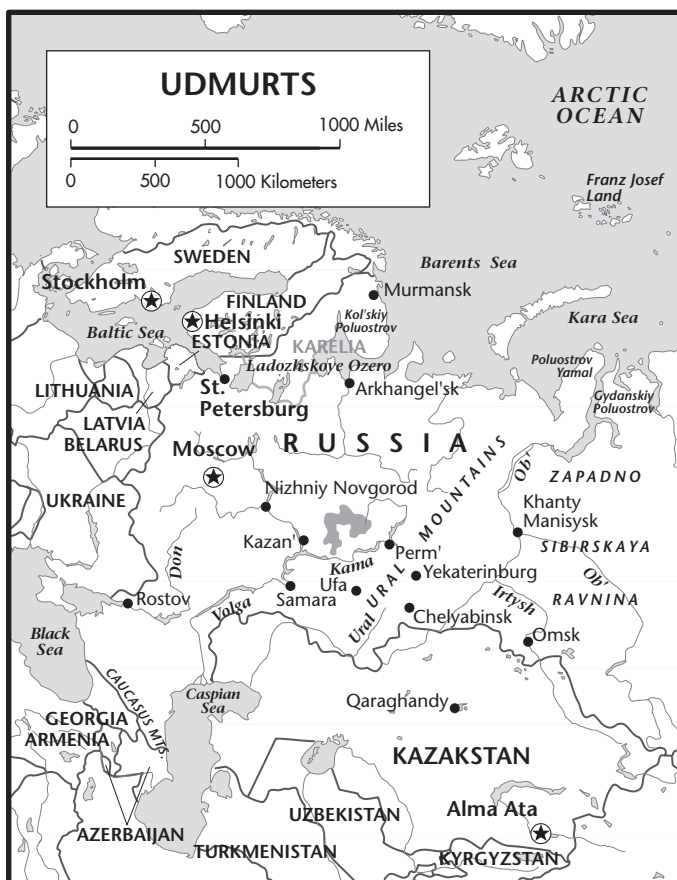 UDMURTS
0 500 1000 Miles
0 500 1000 Kilometers
ARCTIC
OCEAN
Franz Josef
Land
SWEDEN
Barents Sea
Stockholm
Murmansk
FINLAND
Kol'skiy
Poluostrov
Kara Sea
Helsinki
Baltic Sea
ESTONIA
KARELIA
Ladozhskoye Ozero
Poluostrov
Yamal
LITHUANIA
St.
Petersburg
Arkhangel'sk
Gydanskiy
Poluostrov
LATVIA
BELARUS
Moscow
RUSSIA
Ob'
ZAPADNO
Nizhniy Novgorod
UKRAINE
Khanty
Manisysk
URAL MOUNTAINS
Kazan'
Perm'
SIBIRSKAYA
Don
Kama
Yekaterinburg
Ufa
Ob'
Rostov
Volga
Samara
Ural
Chelyabinsk
Irtysh
RAVNINA
Omsk
Black
Sea
CAUCASUS MTS.
Caspian
Sea
Qaraghandy
GEORGIA
ARMENIA
KAZAKSTAN
Alma Ata
UZBEKISTAN
AZERBAIJAN
TURKMENISTAN
KYRGYZSTAN